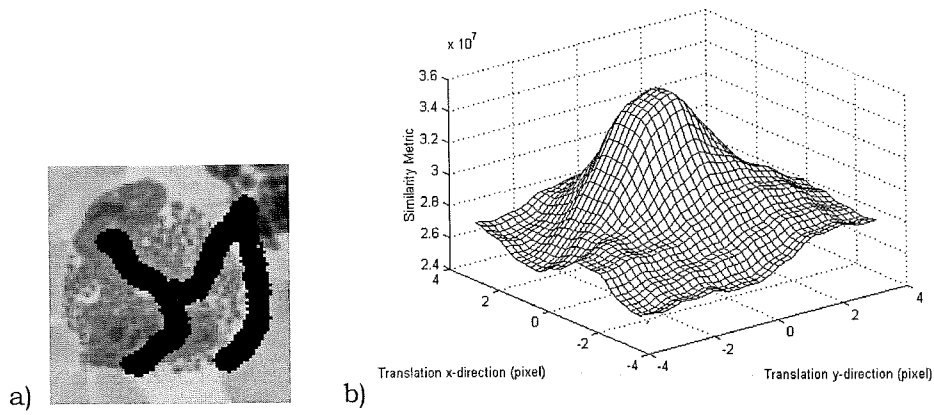 x 10^7
3.6
3.4
3.2
3
2.8
2.6
2.4
Similarity Metric
4
2
0
-2
-4
-4
-2
0
2
4
Translation x-direction (pixel)
Translation y-direction (pixel)
a)
b)